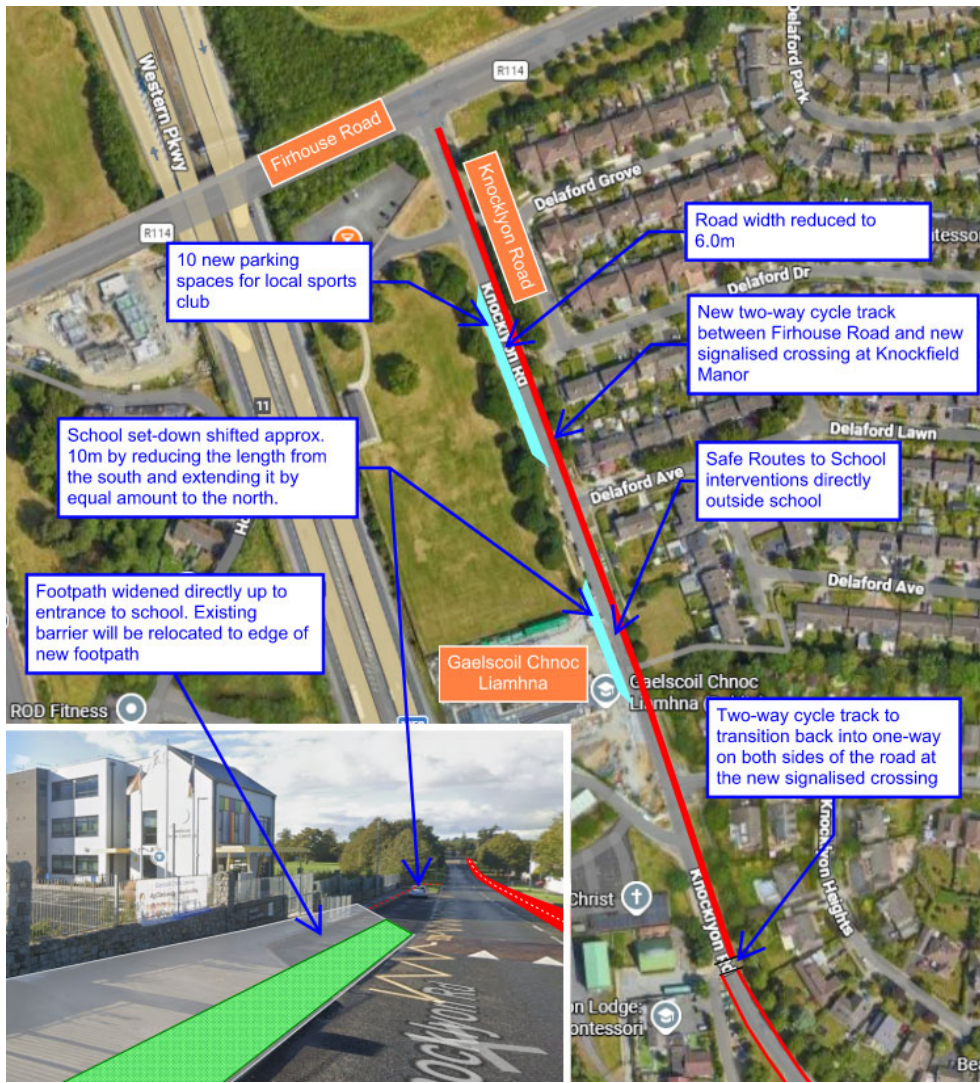 Western Pkwy
R114
Firhouse Road
Delaford Park
Delaford Grove
Knocklyon Road
R114
Road width reduced to
6.0m
10 new parking
spaces for local sports
club
Delaford Dr
Knocklyon Rd
New two-way cycle track
between Firhouse Road and new
signalised crossing at Knockfield
Manor
11
School set-down shifted approx.
10m by reducing the length from
the south and extending it by
equal amount to the north.
Delaford Lawn
Delaford Ave
Safe Routes to School
interventions directly
outside school
Delaford Ave
Footpath widened directly up to
entrance to school. Existing
barrier will be relocated to edge of
new footpath
Gaelscoil Chnoc
Liamhna
Gaelscoil Chnoc
Liamhna
ROD Fitness
Two-way cycle track to
transition back into one-way
on both sides of the road at
the new signalised crossing
Knocklyon Heights
Christ
Knocklyon Rd
Lodge: